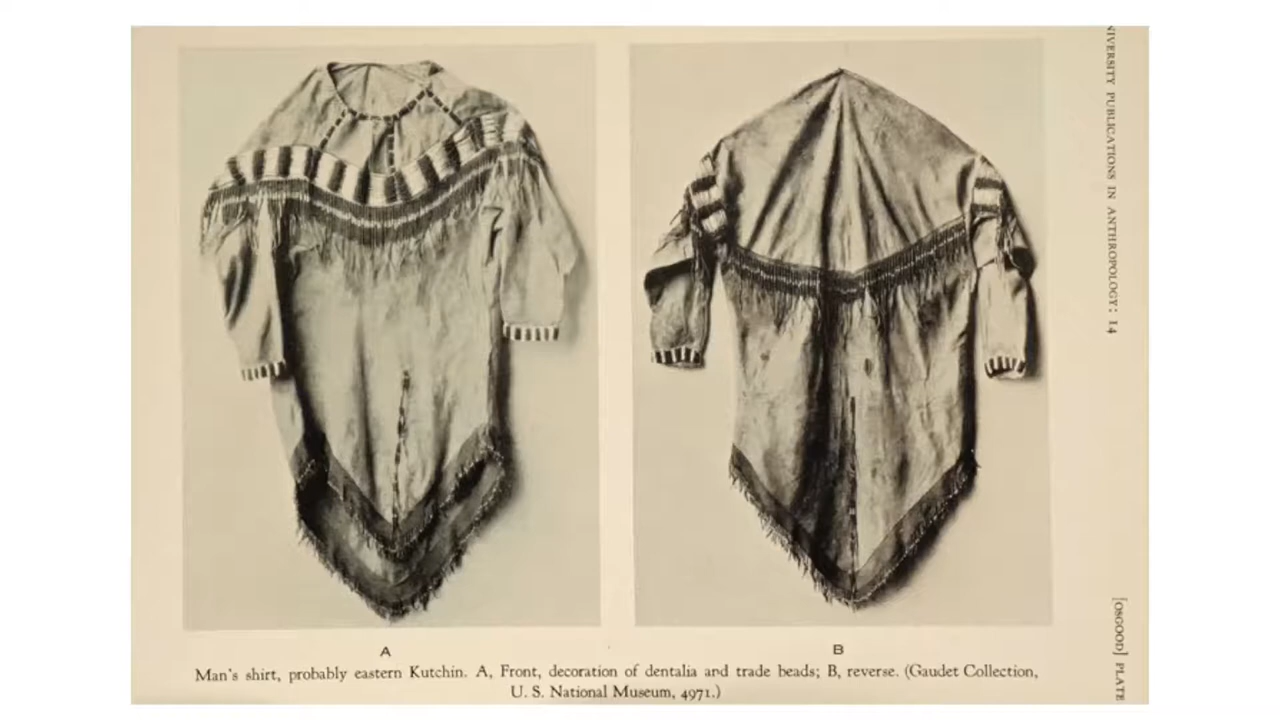 NIVERSITY PUBLICATIONS IN ANTHROPOLOGY: 14
[OSGOOD] PLATE
A
B
Man's shirt, probably eastern Kutchin. A, Front, decoration of dentalia and trade beads; B, reverse. (Gaudet Collection,
U. S. National Museum, 4971.)